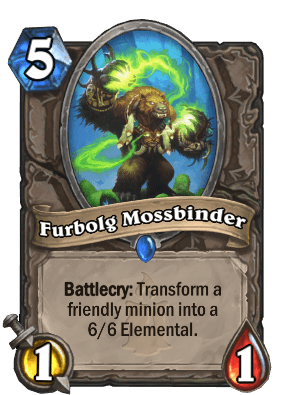 5
Furbolg Mossbinder
Battlecry: Transform a
friendly minion into a
6/6 Elemental.
1
1